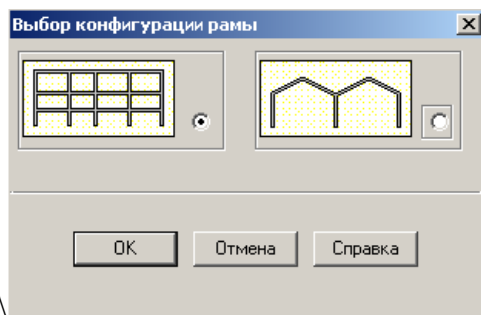 Выбор конфигурации рамы
OK
Отмена
Справка